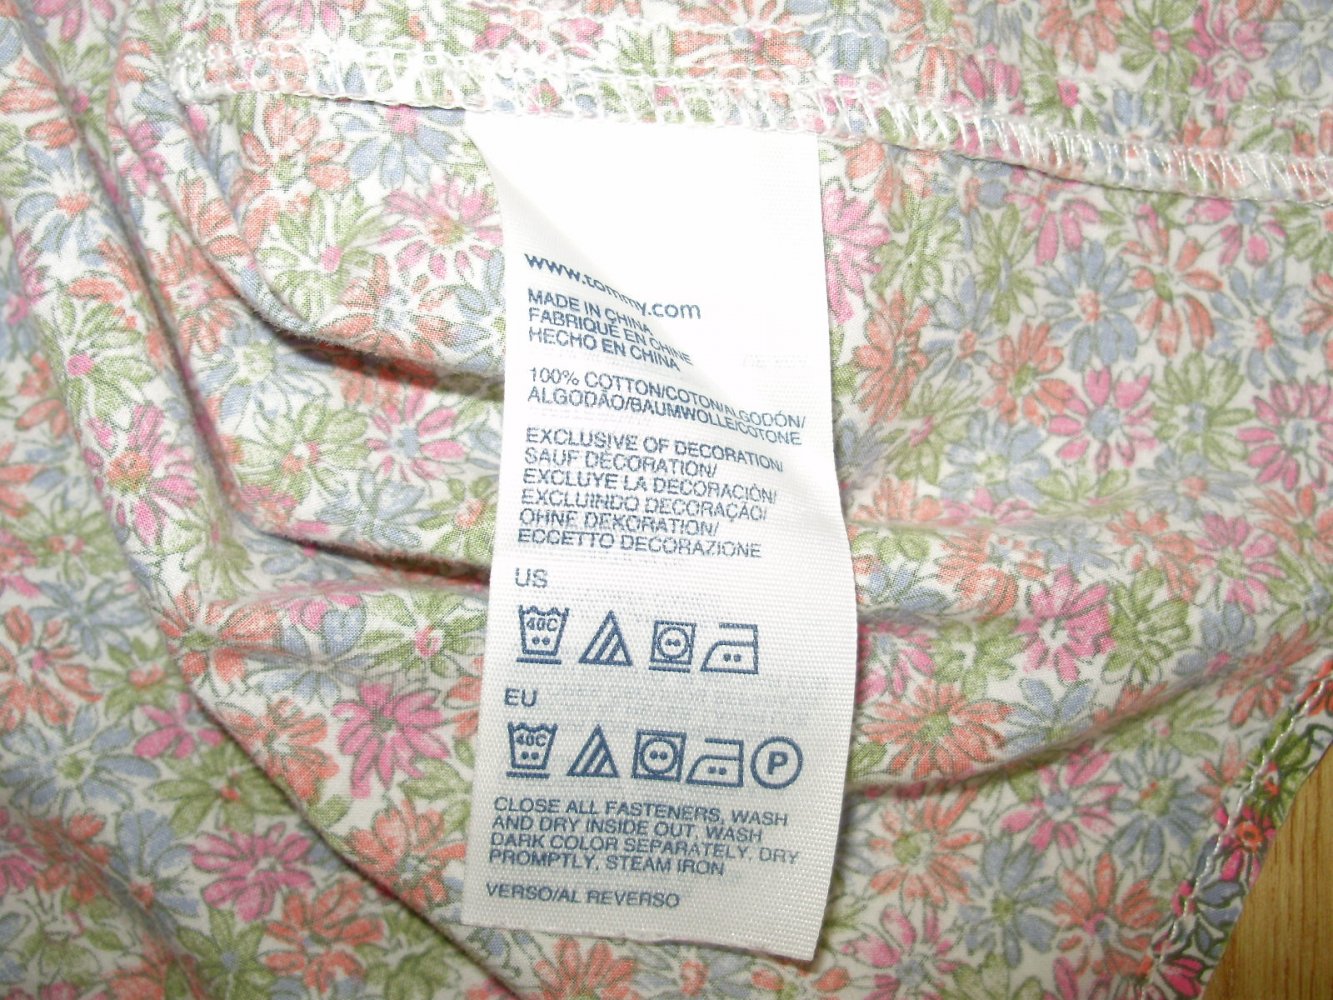 www.tommy.com
MADE IN CHINA
FABRIQUÉ EN CHINE
HECHO EN CHINA
100% COTTON/COTON/ALGODÓN/
ALGODÃO/BAUMWOLLE/COTONE
EXCLUSIVE OF DECORATION/
SAUF DÉCORATION/
EXCLUYE LA DECORACIÓN/
EXCLUINDO DECORAÇÃO/
OHNE DEKORATION/
ECCETTO DECORAZIONE
US
40C
EU
40C P
CLOSE ALL FASTENERS, WASH
AND DRY INSIDE OUT, WASH
DARK COLOR SEPARATELY, DRY
PROMPTLY, STEAM IRON
VERSO/AL REVERSO